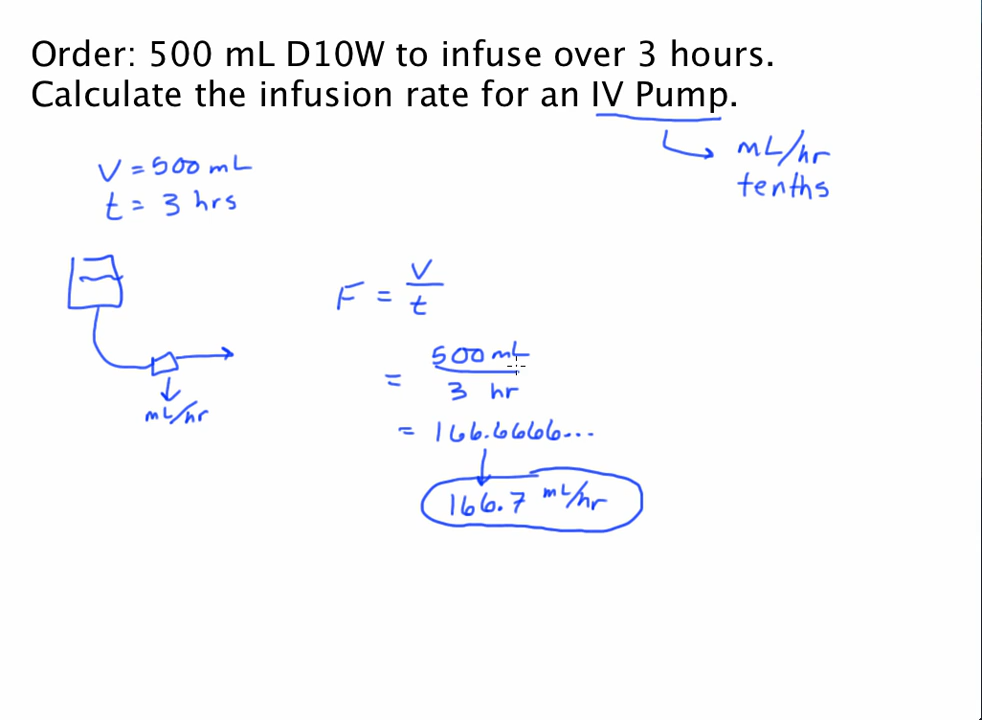 Order: 500 mL D10W to infuse over 3 hours.
Calculate the infusion rate for an IV Pump.
mL/hr
tenths
V = 500 mL
t = 3 hrs
mL/hr
F = V/t
= 500 mL / 3 hr
= 166.6666...
166.7 mL/hr